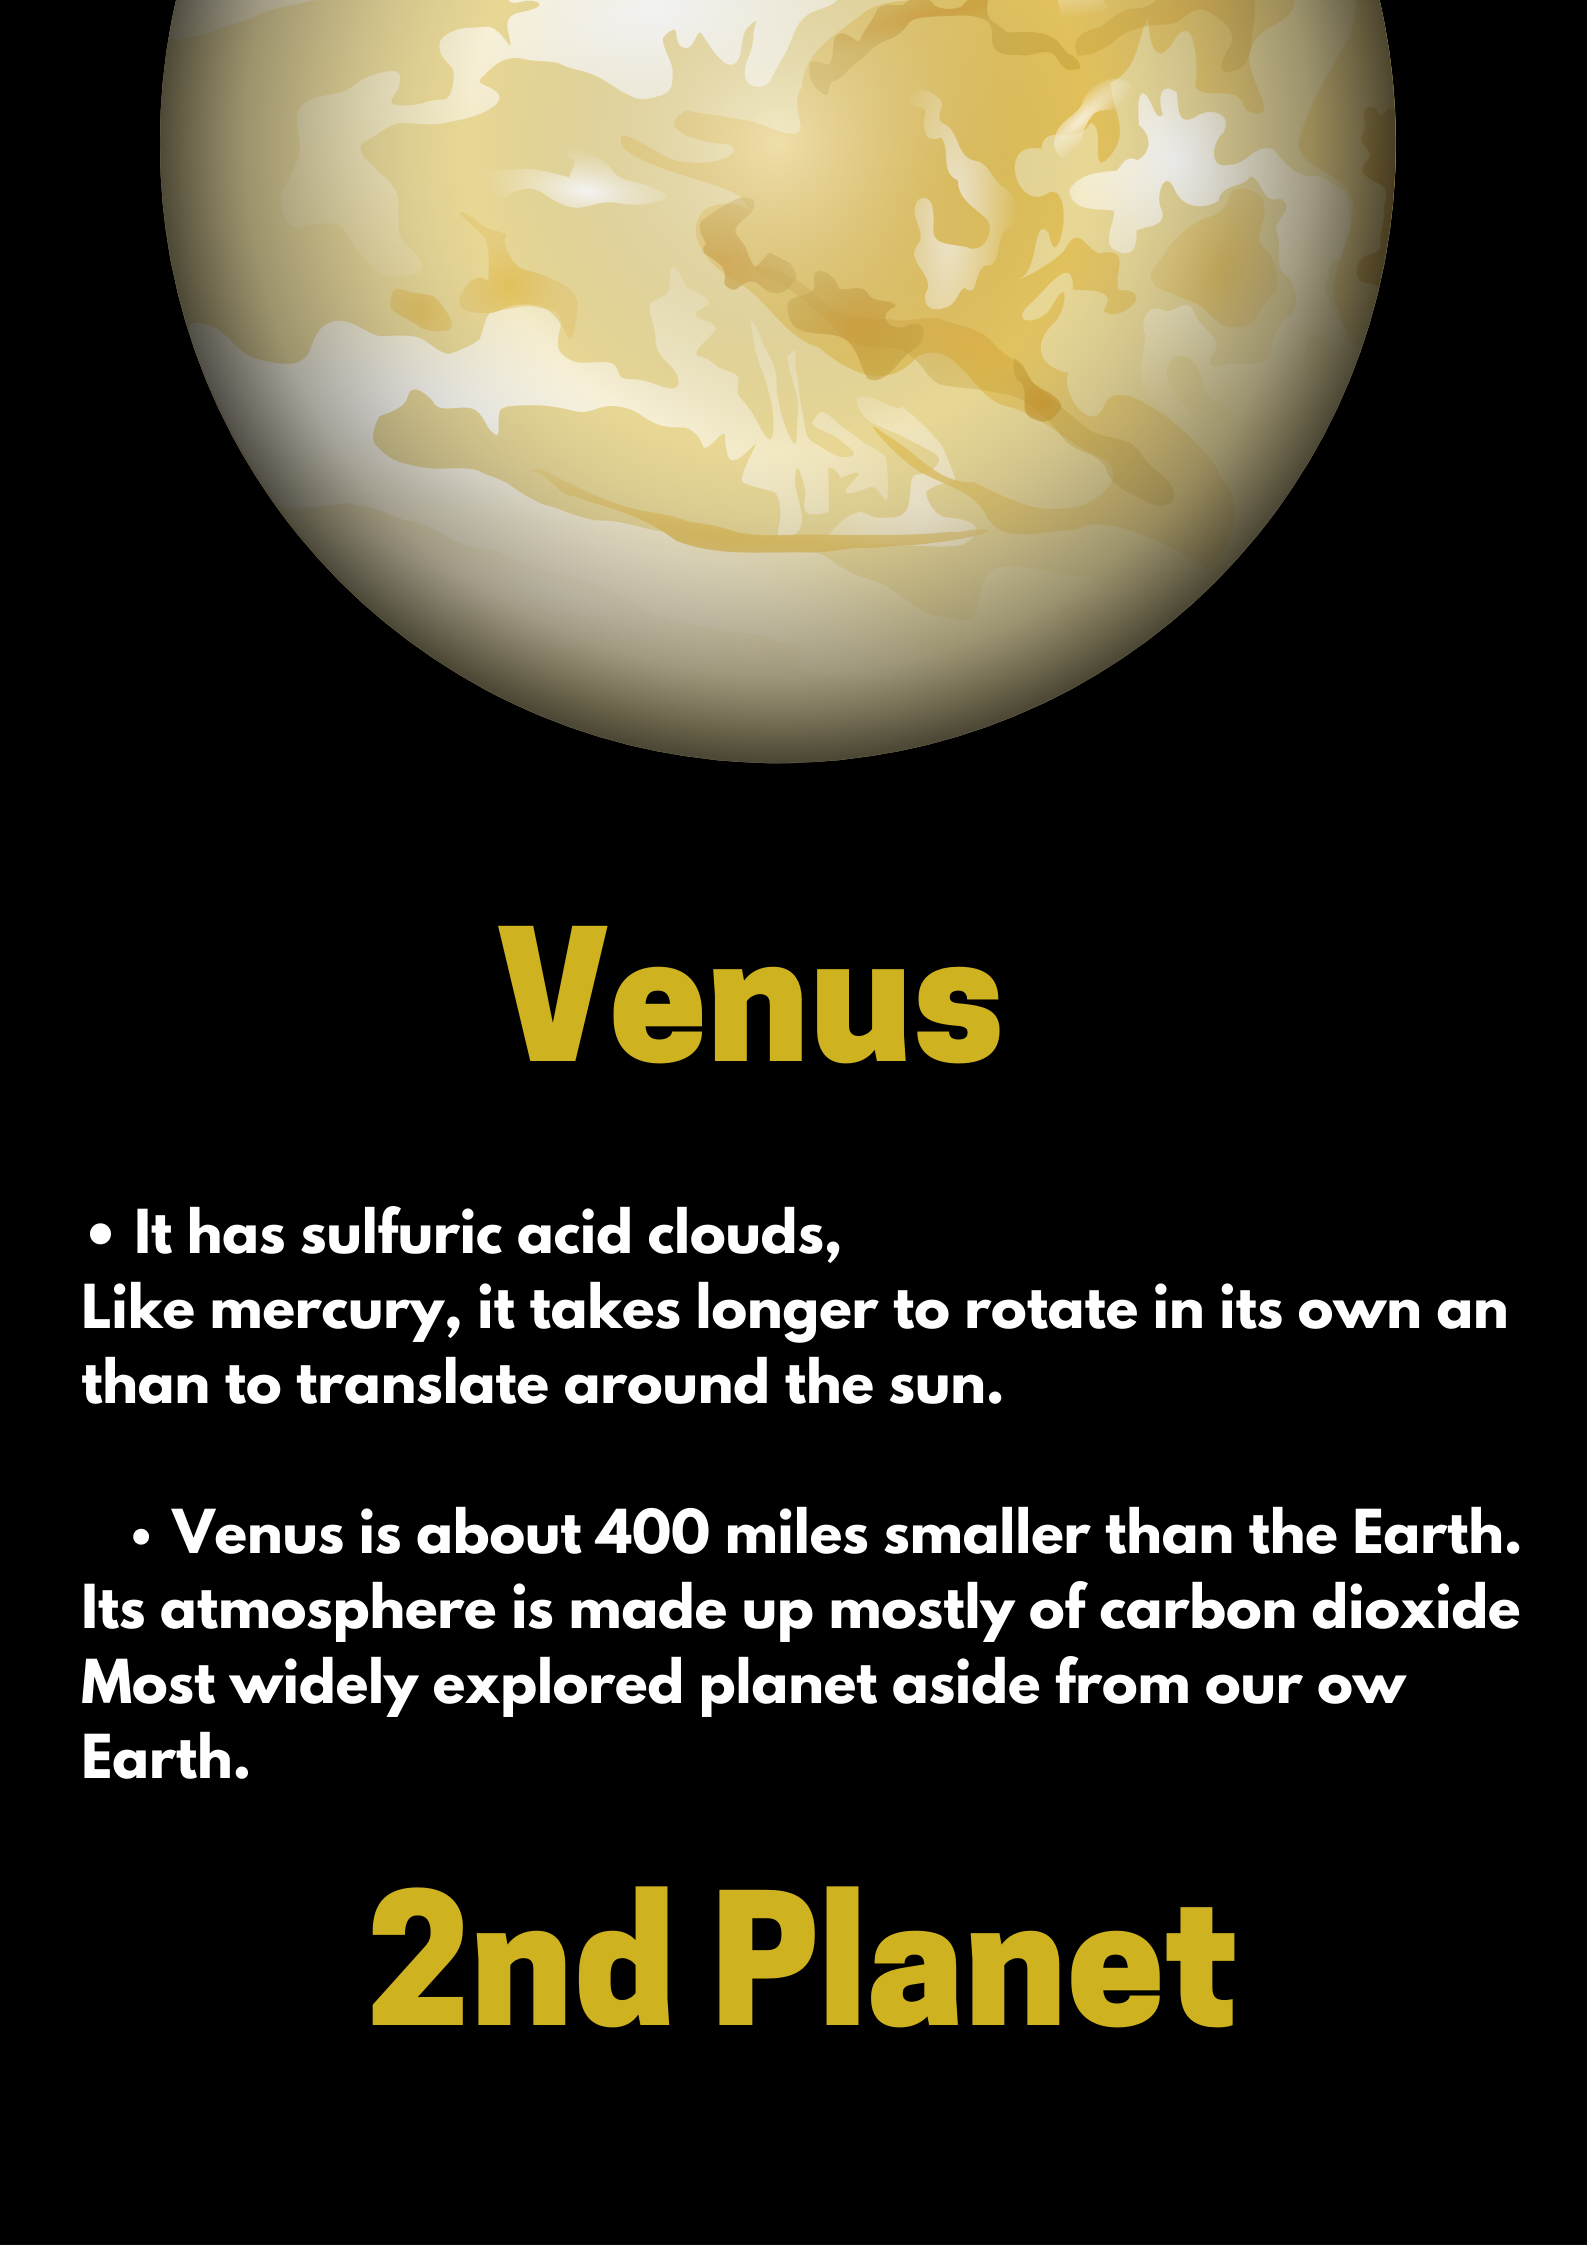 Venus
• It has sulfuric acid clouds,
Like mercury, it takes longer to rotate in its own an
than to translate around the sun.
• Venus is about 400 miles smaller than the Earth.
Its atmosphere is made up mostly of carbon dioxide
Most widely explored planet aside from our ow
Earth.
2nd Planet